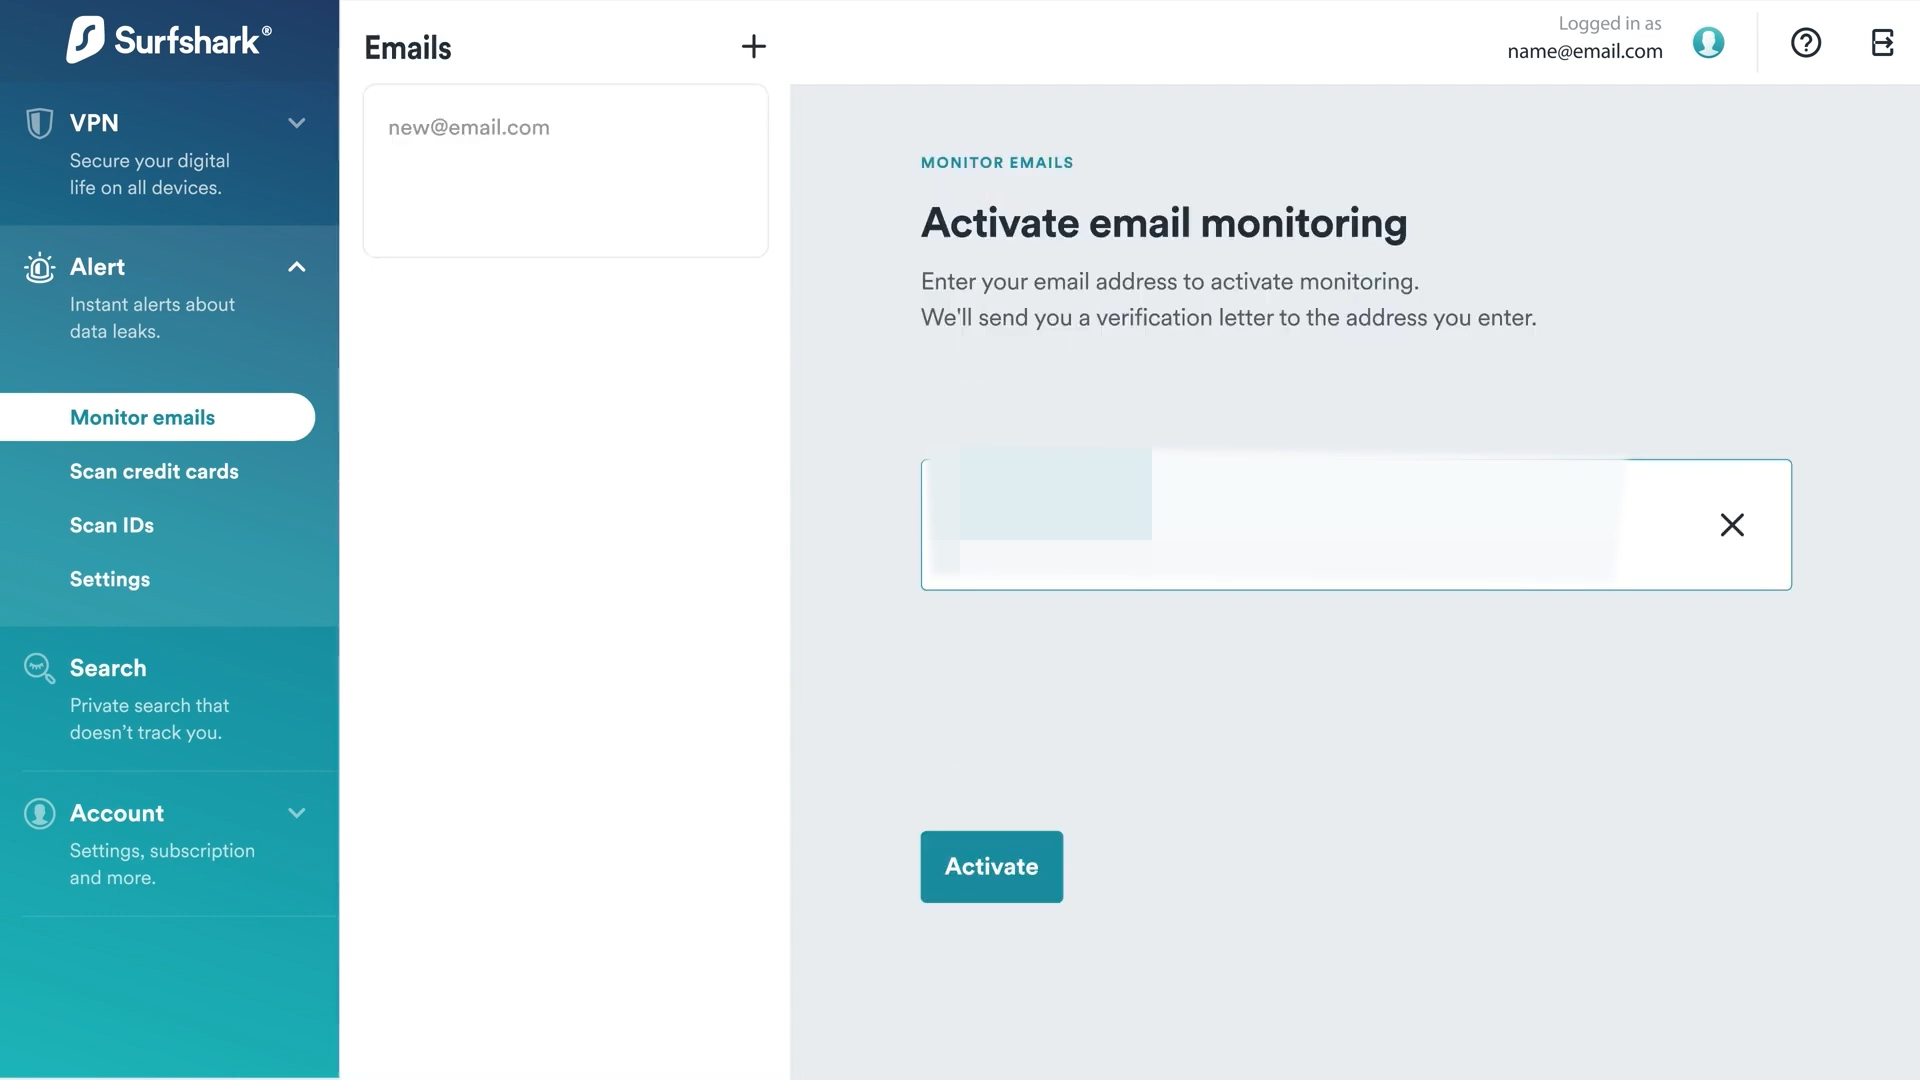 Surfshark®
VPN
Secure your digital
life on all devices.
Alert
Instant alerts about
data leaks.
Monitor emails
Scan credit cards
Scan IDs
Settings
Search
Private search that
doesn’t track you.
Account
Settings, subscription
and more.
Emails
new@email.com
Logged in as
name@email.com
MONITOR EMAILS
Activate email monitoring
Enter your email address to activate monitoring.
We'll send you a verification letter to the address you enter.
Activate